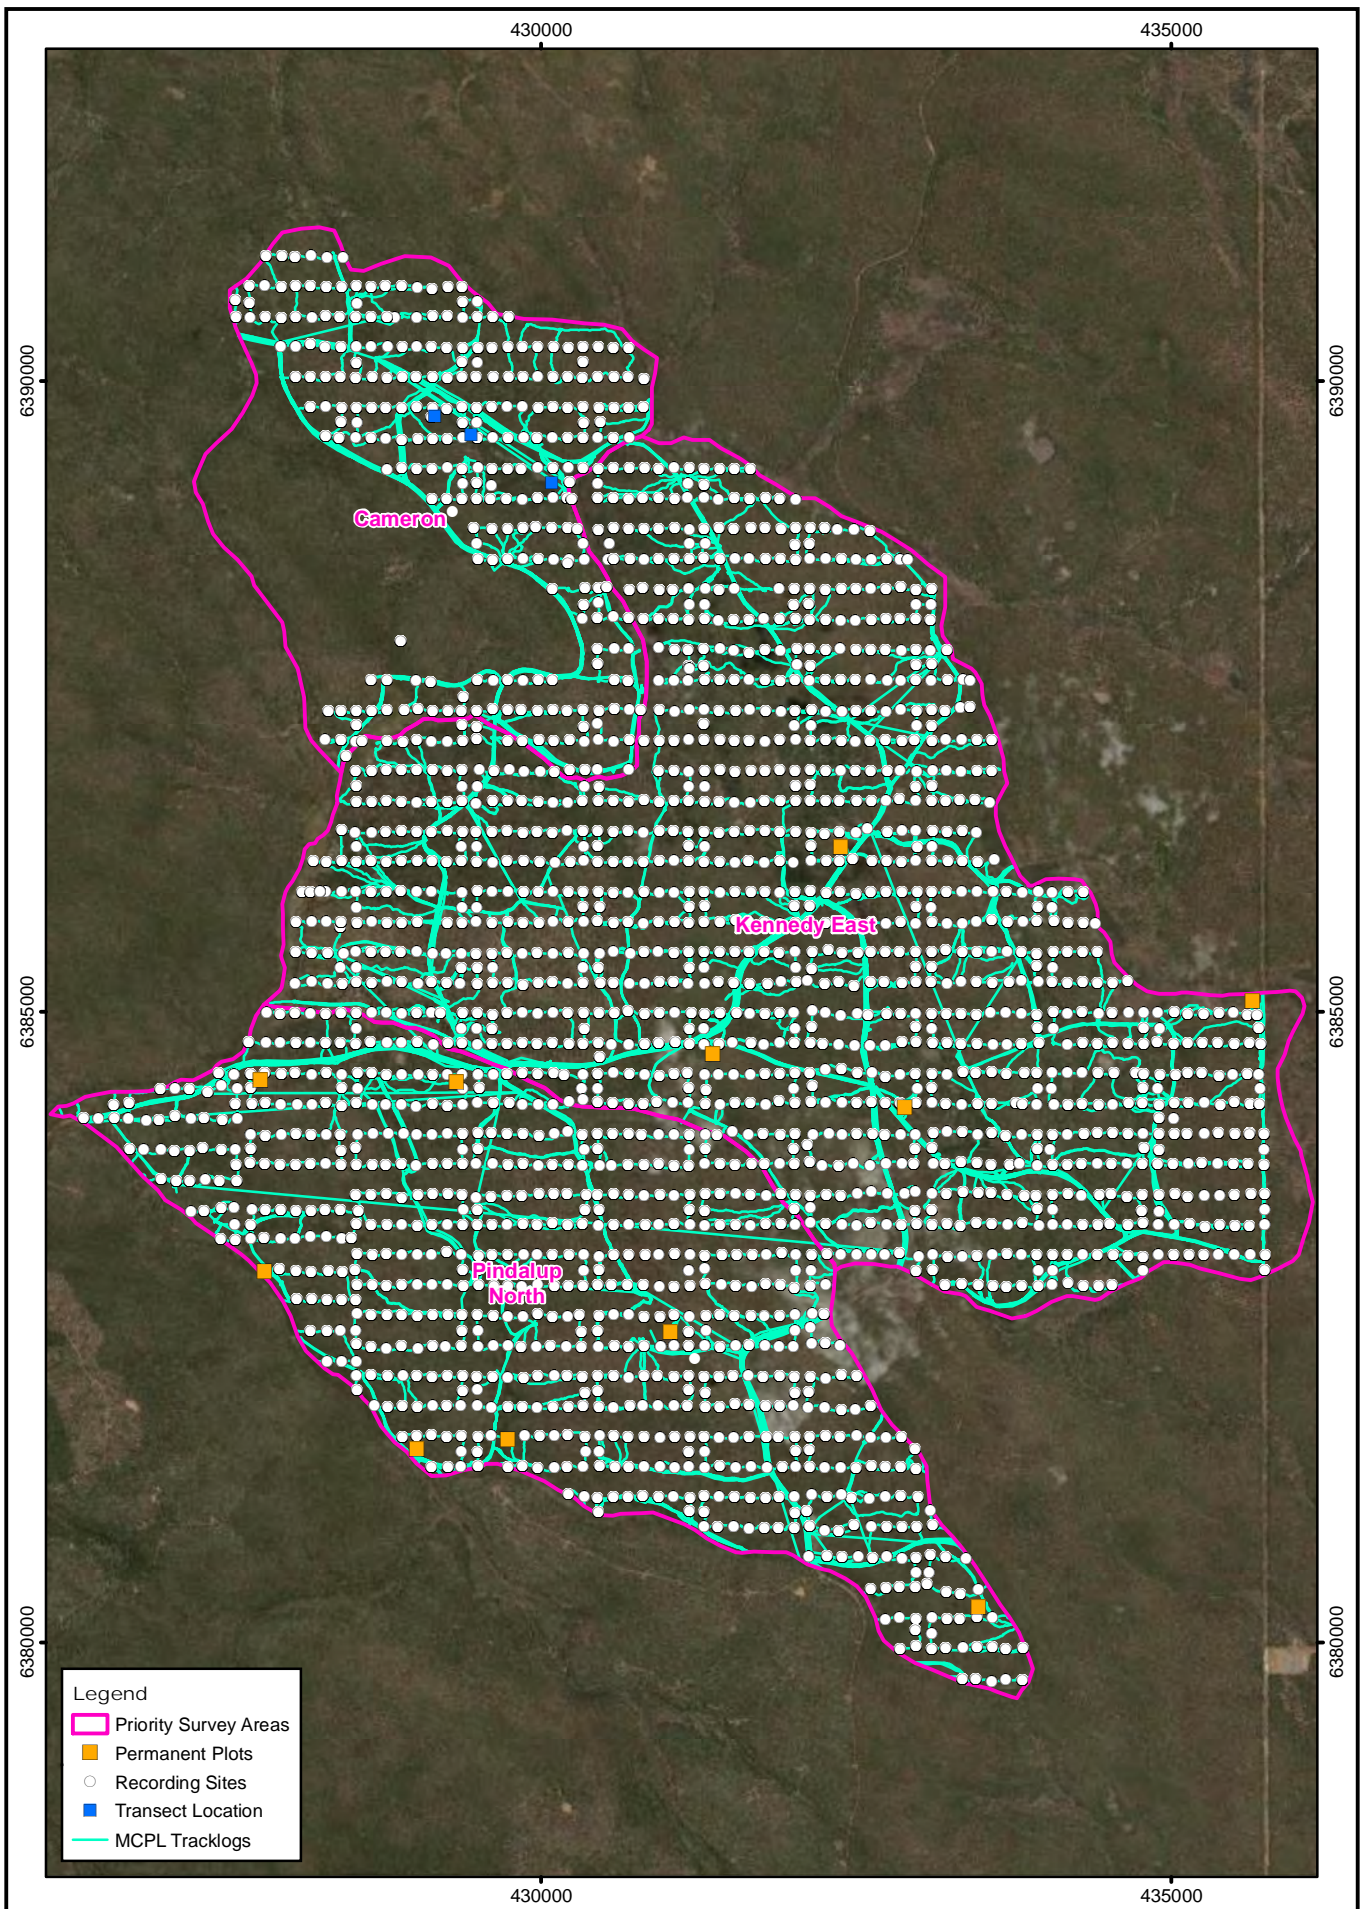 430000
435000
6390000
6390000
Cameron
Kennedy East
6385000
6385000
Pindalup
North
6380000
6380000
Legend
Priority Survey Areas
Permanent Plots
Recording Sites
Transect Location
MCPL Tracklogs
430000
435000